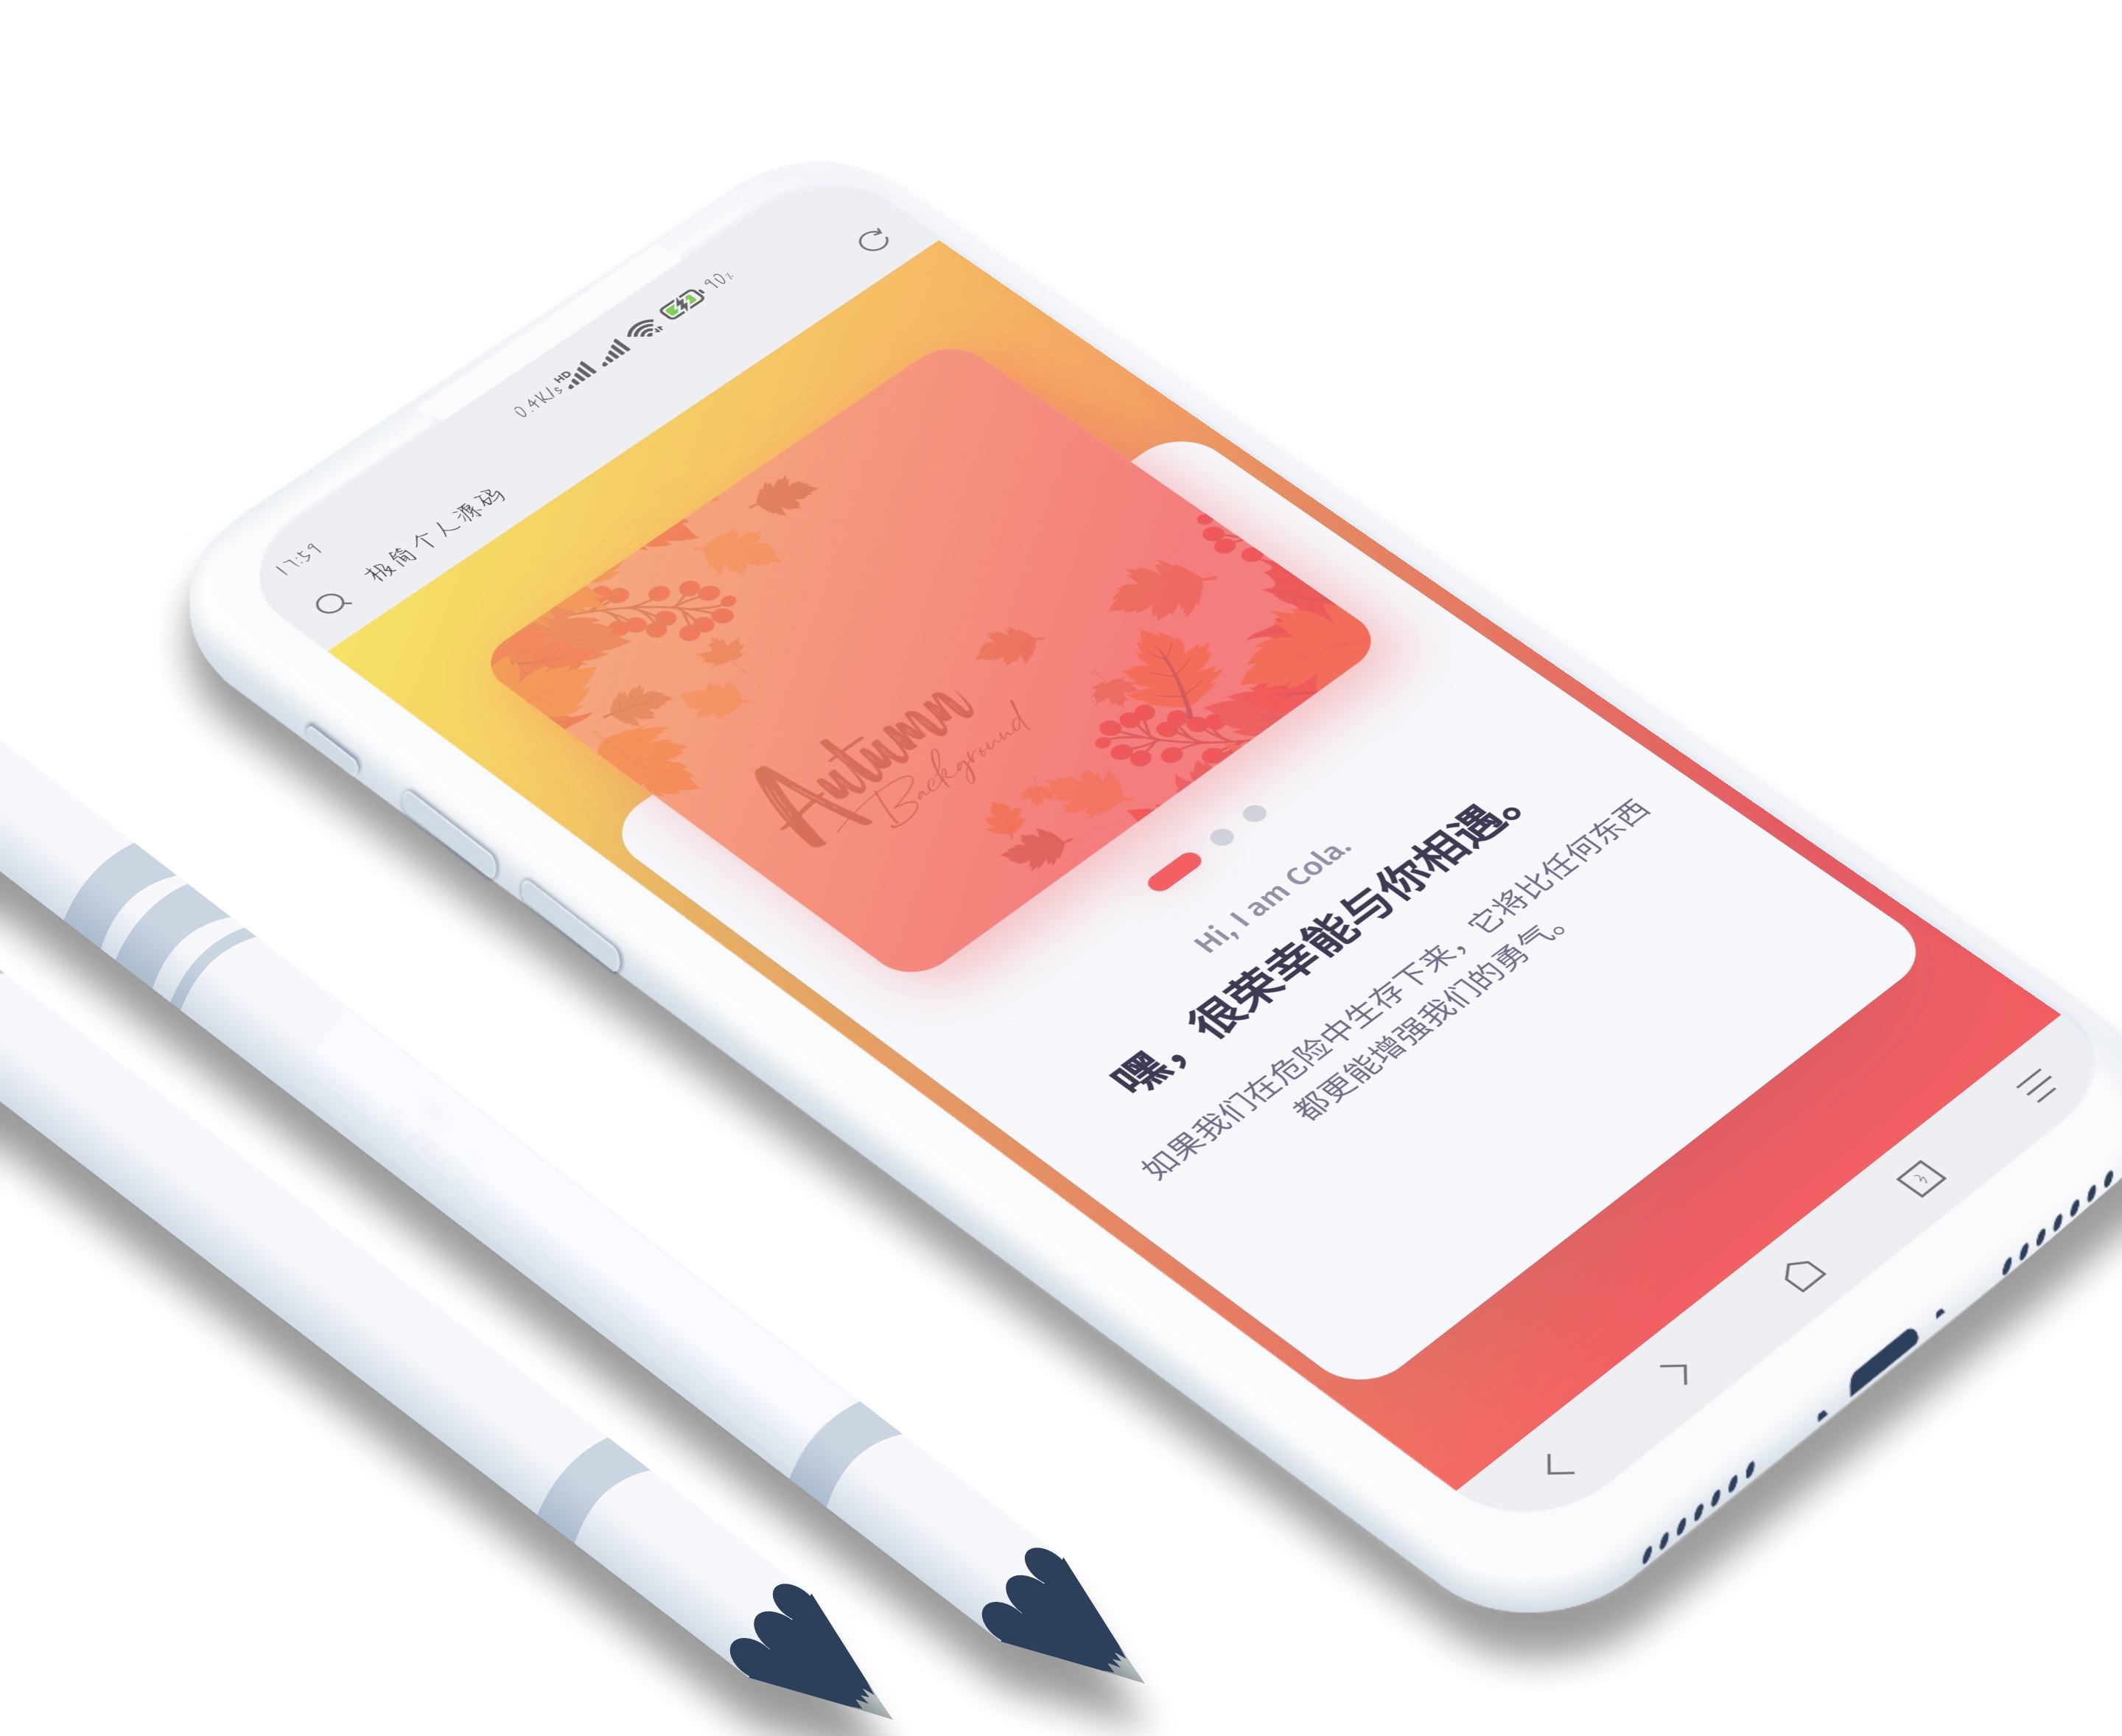 17:59
0.4K/s HD
90%
极简个人源码
Autumn
Background
Hi, I am Cola.
嘿，很荣幸能与你相遇。
如果我们在危险中生存下来，它将比任何东西
都更能增强我们的勇气。
3